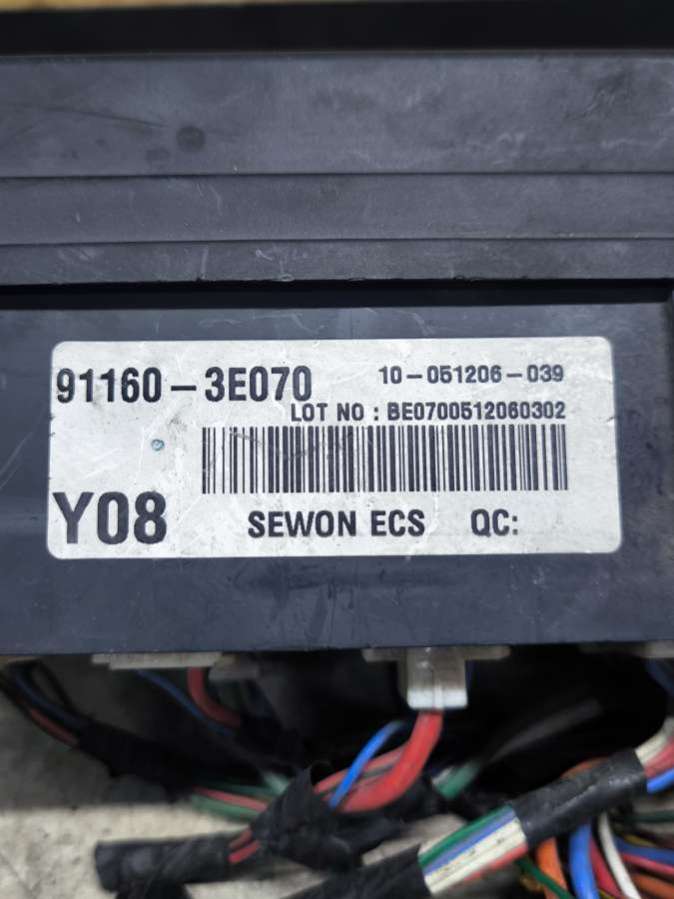 91160-3E070 10-051206-039
LOT NO : BE0700512060302
Y08 SEWON ECS QC: